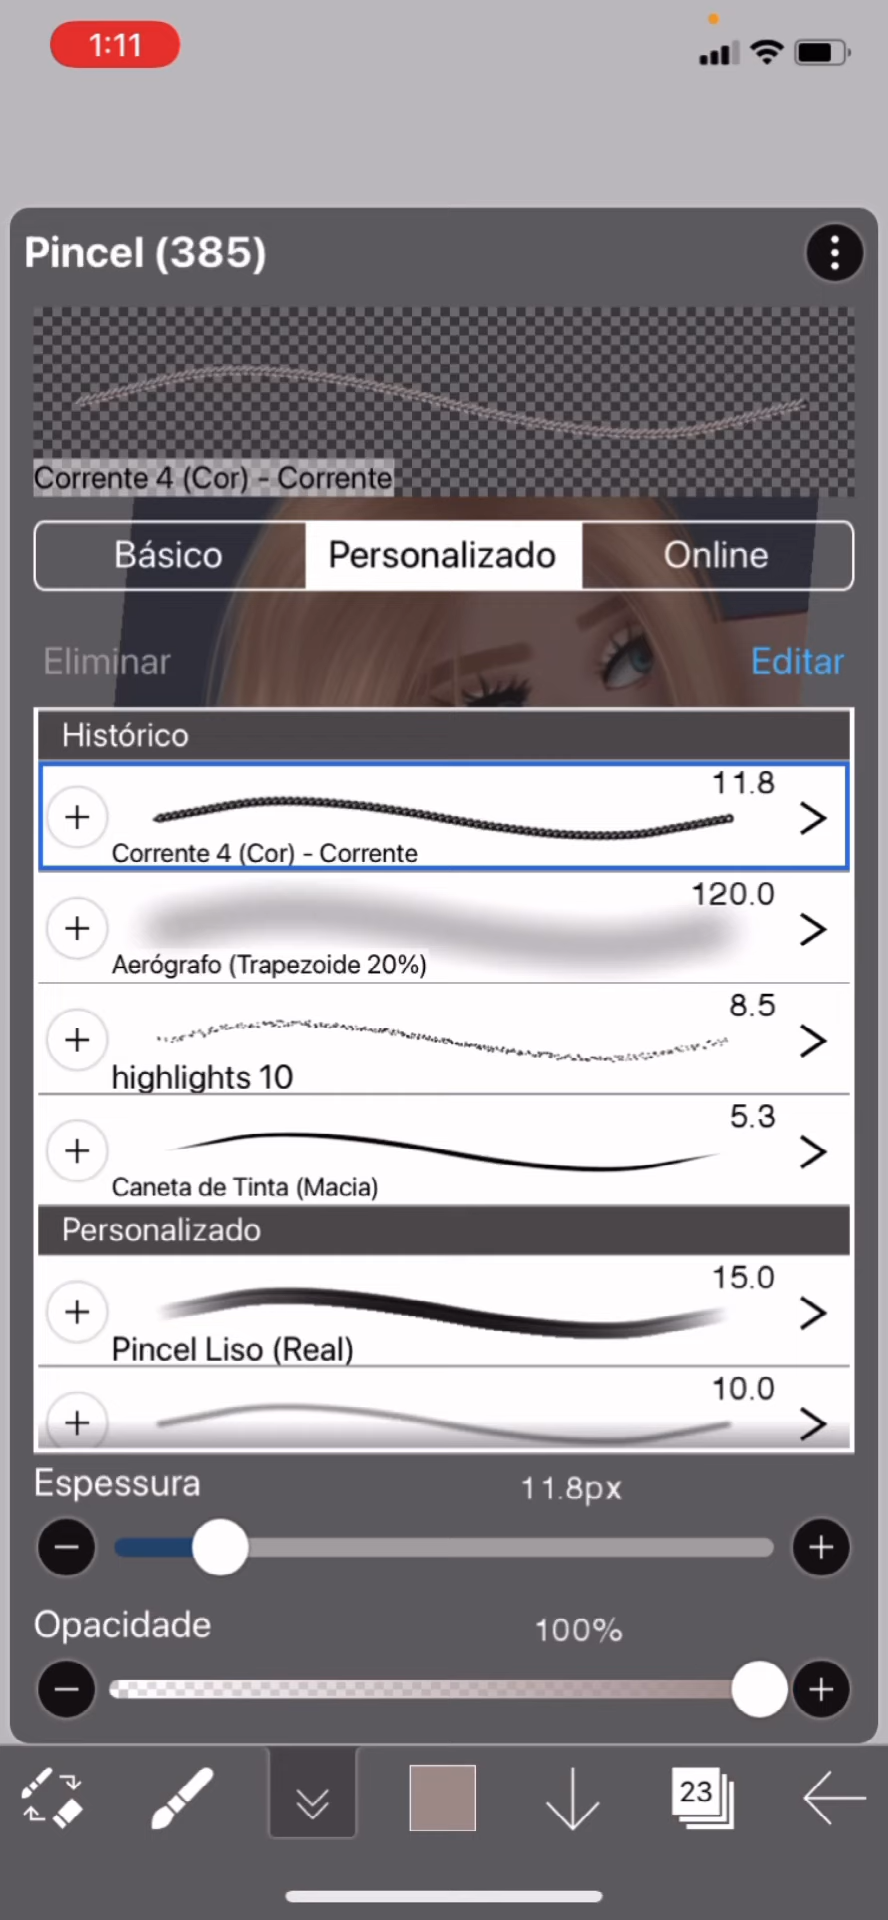 1:11
Pincel (385)
Corrente 4 (Cor) - Corrente
Básico
Personalizado
Online
Eliminar
Editar
Histórico
11.8
Corrente 4 (Cor) - Corrente
120.0
Aerógrafo (Trapezoide 20%)
8.5
highlights 10
5.3
Caneta de Tinta (Macia)
Personalizado
15.0
Pincel Liso (Real)
10.0
Espessura
11.8px
Opacidade
100%
23